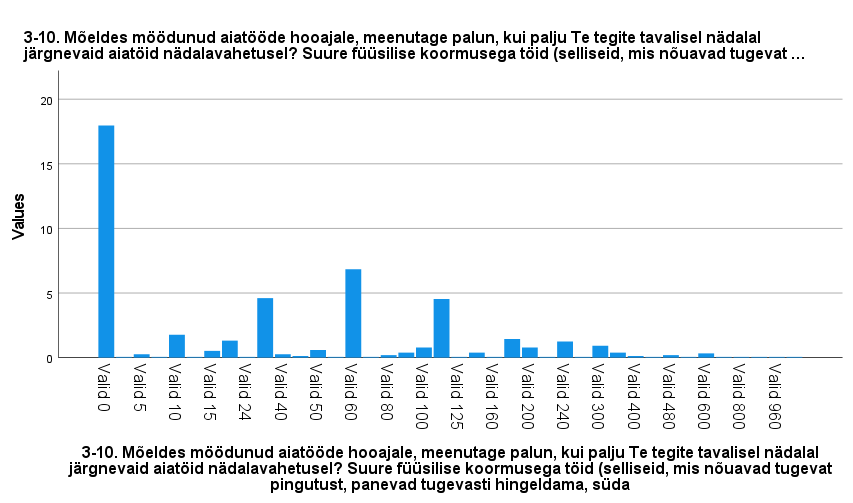 3-10. Mõeldes möödunud aiatööde hooajale, meenutage palun, kui palju Te tegite tavalisel nädalal
järgnevaid aiatöid nädalavahetusel? Suure füüsilise koormusega töid (selliseid, mis nõuavad tugevat ...
20
15
10
5
0
Values
Valid 0
Valid 5
Valid 10
Valid 15
Valid 24
Valid 40
Valid 50
Valid 60
Valid 80
Valid 100
Valid 125
Valid 160
Valid 200
Valid 240
Valid 300
Valid 400
Valid 480
Valid 600
Valid 800
Valid 960
3-10. Mõeldes möödunud aiatööde hooajale, meenutage palun, kui palju Te tegite tavalisel nädalal
järgnevaid aiatöid nädalavahetusel? Suure füüsilise koormusega töid (selliseid, mis nõuavad tugevat
pingutust, panevad tugevasti hingeldama, süda